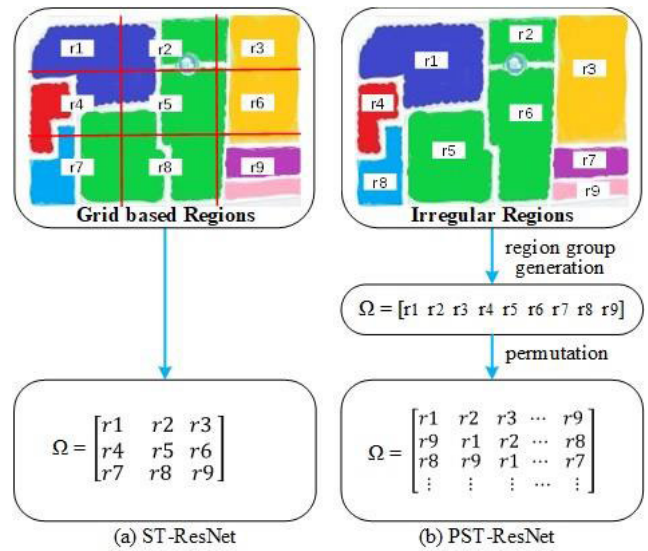 r1 r2 r3
r4 r5 r6
r7 r8 r9
Grid based Regions
r1 r2 r3
r4 r6
r5 r7
r8 r9
Irregular Regions
region group
generation
Ω = [r1 r2 r3 r4 r5 r6 r7 r8 r9]
permutation
r1 r2 r3
Ω = r4 r5 r6
r7 r8 r9
r1 r2 r3 ⋯ r9
r9 r1 r2 ⋯ r8
Ω = r8 r9 r1 ⋯ r7
⋮ ⋮ ⋮ ⋯ ⋮
(a) ST-ResNet
(b) PST-ResNet